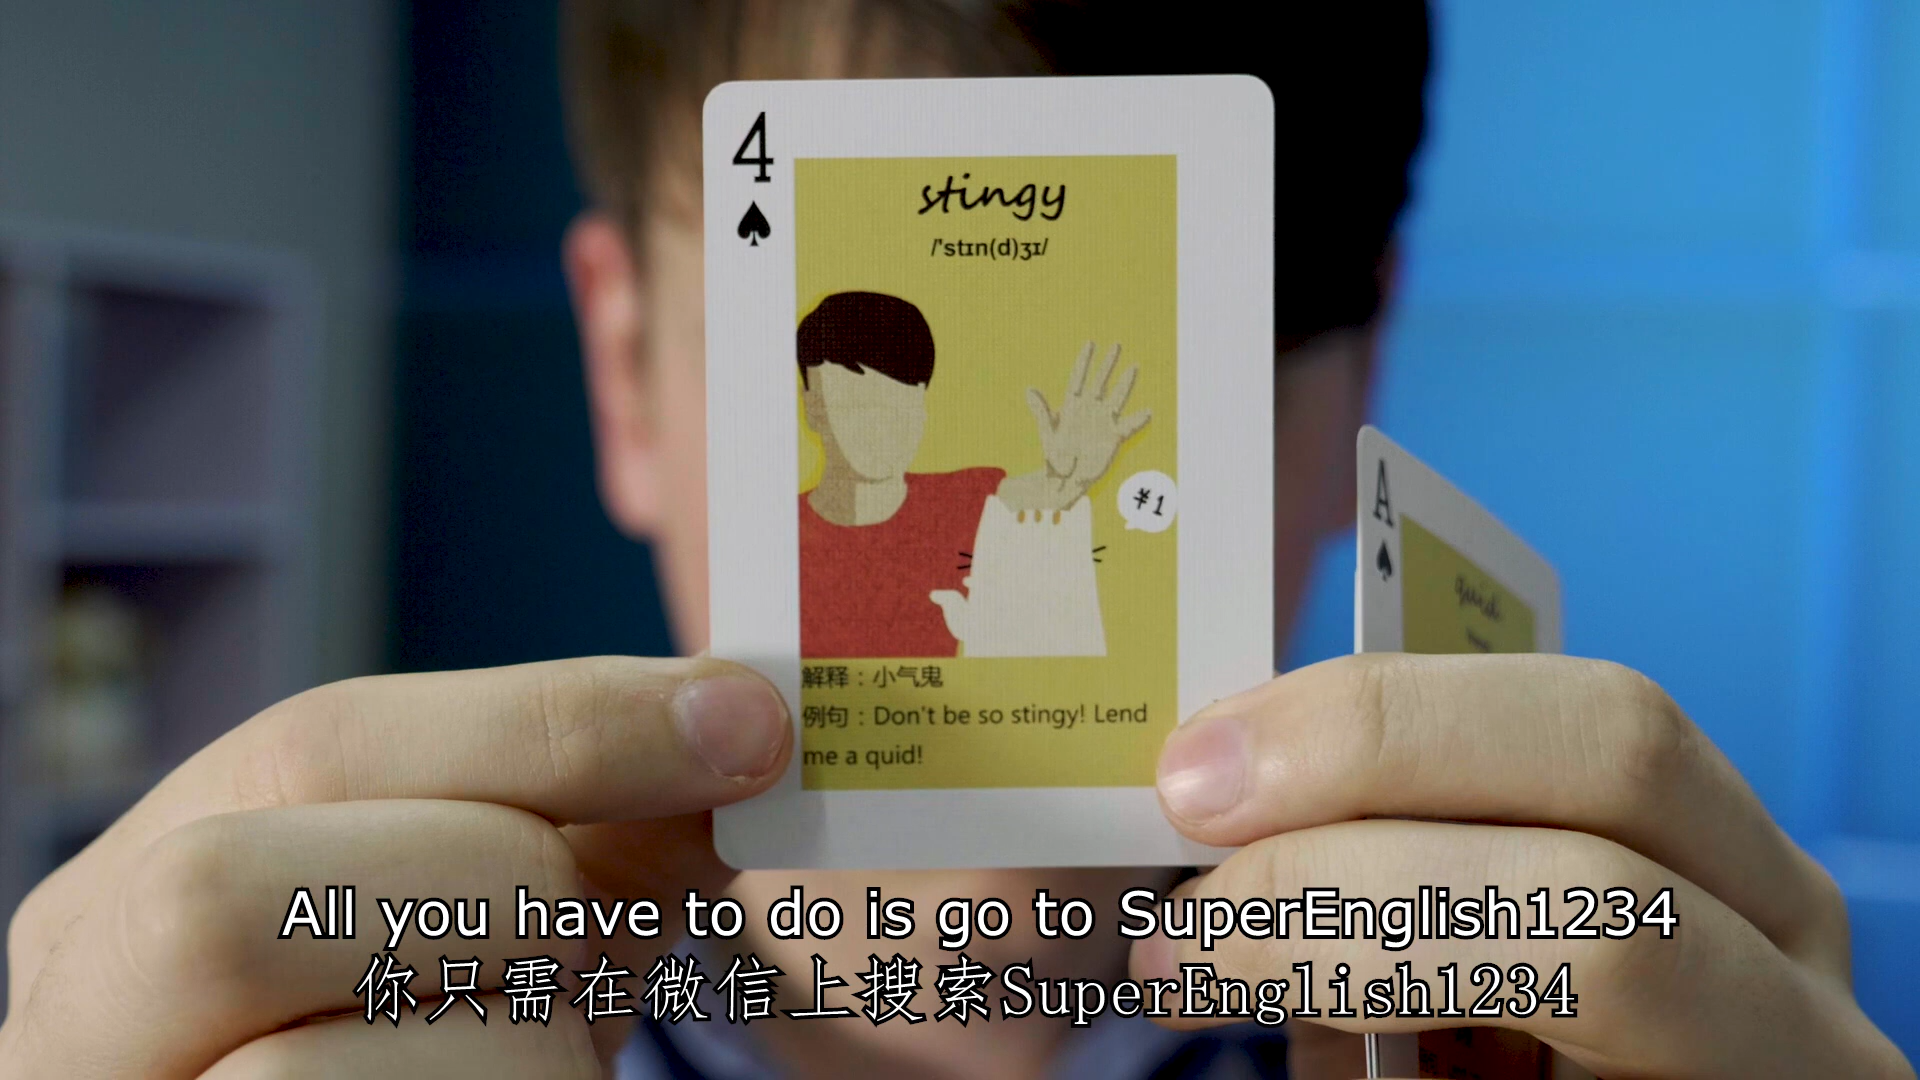 4
stingy
/'stɪn(d)ʒɪ/
¥1
解释：小气鬼
例句：Don't be so stingy! Lend
me a quid!
A
quid
All you have to do is go to SuperEnglish1234
你只需在微信上搜索SuperEnglish1234